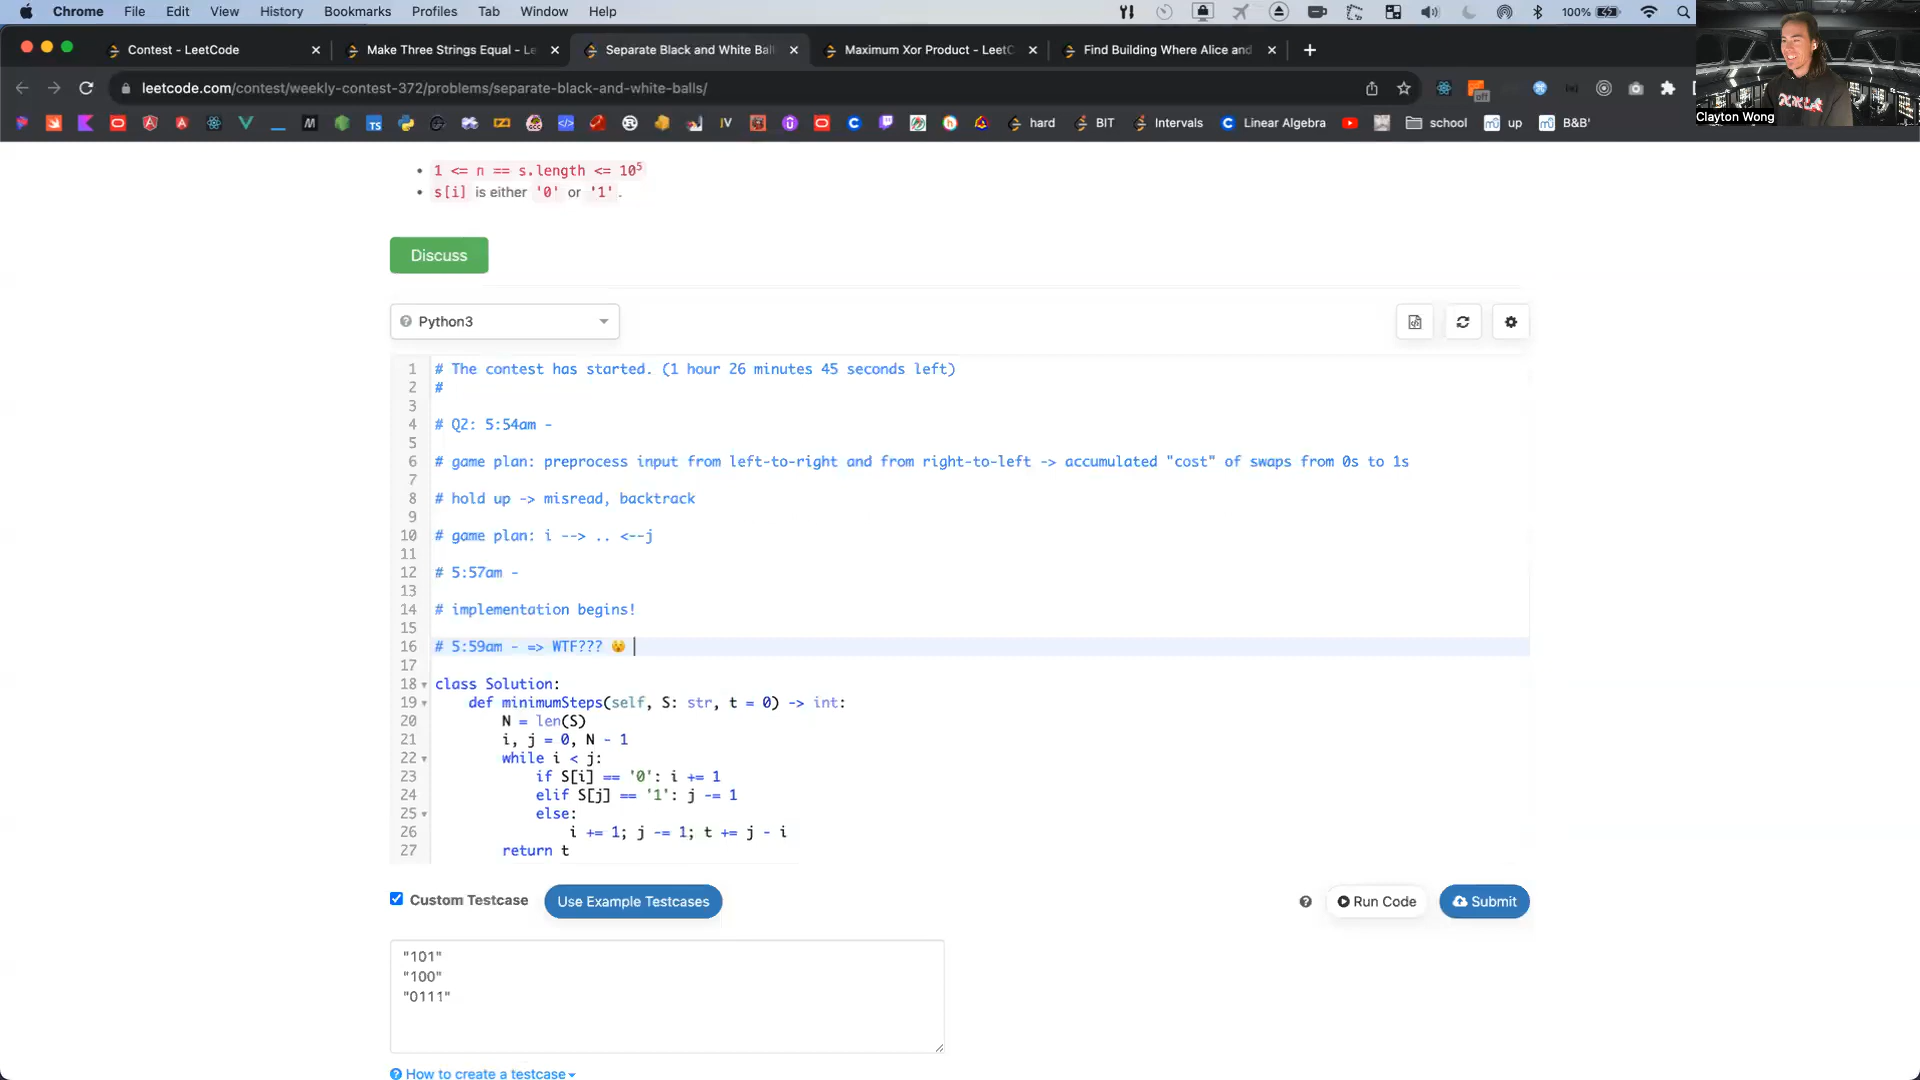 Chrome File Edit View History Bookmarks Profiles Tab Window Help 100%
Contest - LeetCode
Make Three Strings Equal - Le
Separate Black and White Ball
Maximum Xor Product - LeetC
Find Building Where Alice and
leetcode.com/contest/weekly-contest-372/problems/separate-black-and-white-balls/
off
Clayton Wong
hard BIT Intervals Linear Algebra school up B&B'
1 <= n == s.length <= 10⁵
s[i] is either '0' or '1'.
Discuss
Python3
1 # The contest has started. (1 hour 26 minutes 45 seconds left)
2 #
3
4 # Q2: 5:54am -
5
6 # game plan: preprocess input from left-to-right and from right-to-left -> accumulated "cost" of swaps from 0s to 1s
7
8 # hold up -> misread, backtrack
9
10 # game plan: i --> .. <--j
11
12 # 5:57am -
13
14 # implementation begins!
15
16 # 5:59am - => WTF??? 😵
17
18 class Solution:
19 def minimumSteps(self, S: str, t = 0) -> int:
20 N = len(S)
21 i, j = 0, N - 1
22 while i < j:
23 if S[i] == '0': i += 1
24 elif S[j] == '1': j -= 1
25 else:
26 i += 1; j -= 1; t += j - i
27 return t
Custom Testcase Use Example Testcases Run Code Submit
"101"
"100"
"0111"
How to create a testcase